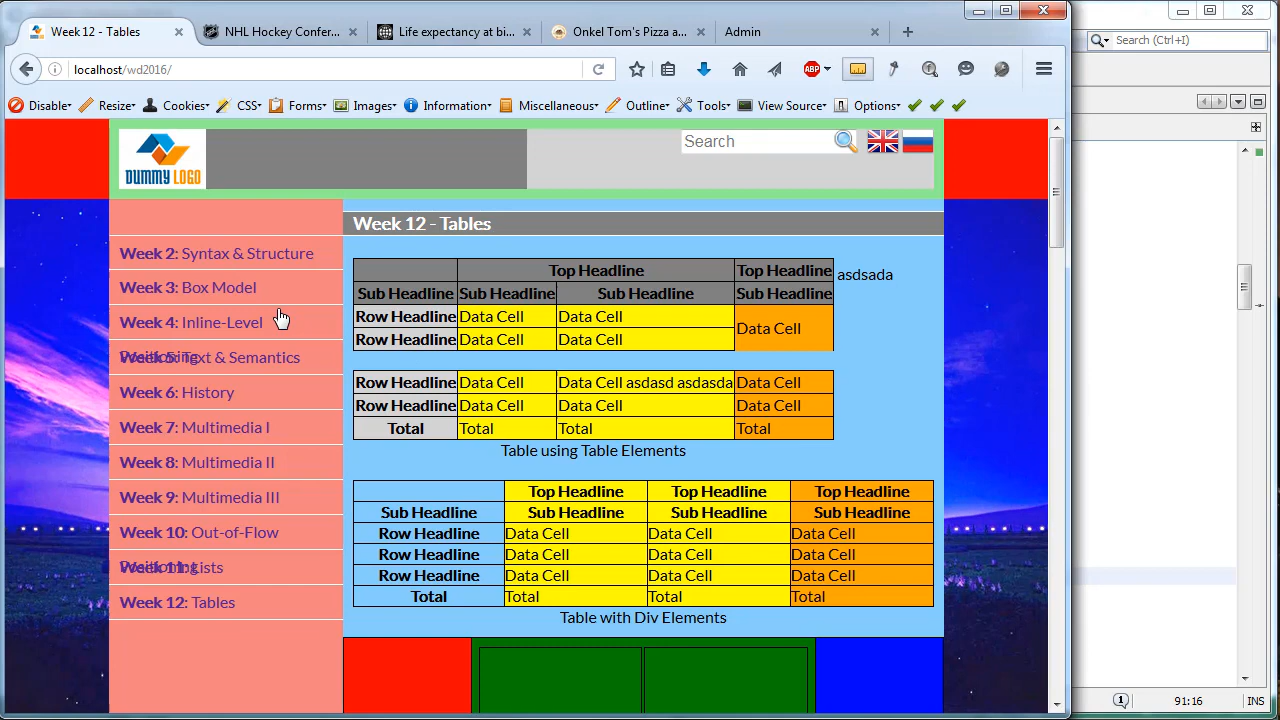 Week 12 - Tables
NHL Hockey Confer...
Life expectancy at bi...
Onkel Tom's Pizza a...
Admin
localhost/wd2016/
Search (Ctrl+I)
ABP
Disable
Resize
Cookies
CSS
Forms
Images
Information
Miscellaneous
Outline
Tools
View Source
Options
DUMMY LOGO
Search
Week 2: Syntax & Structure
Week 3: Box Model
Week 4: Inline-Level
Positioning
Week 5: Text & Semantics
Week 6: History
Week 7: Multimedia I
Week 8: Multimedia II
Week 9: Multimedia III
Week 10: Out-of-Flow
Positioning
Week 11: Lists
Week 12: Tables
Week 12 - Tables
Top Headline Top Headline
Sub Headline Sub Headline Sub Headline Sub Headline
asdsada
Row Headline Data Cell Data Cell Data Cell
Row Headline Data Cell Data Cell
Row Headline Data Cell Data Cell asdasd asdasda Data Cell
Row Headline Data Cell Data Cell Data Cell
Total Total Total Total
Table using Table Elements
Top Headline Top Headline Top Headline
Sub Headline Sub Headline Sub Headline Sub Headline
Row Headline Data Cell Data Cell Data Cell
Row Headline Data Cell Data Cell Data Cell
Row Headline Data Cell Data Cell Data Cell
Total Total Total Total
Table with Div Elements
91:16
INS